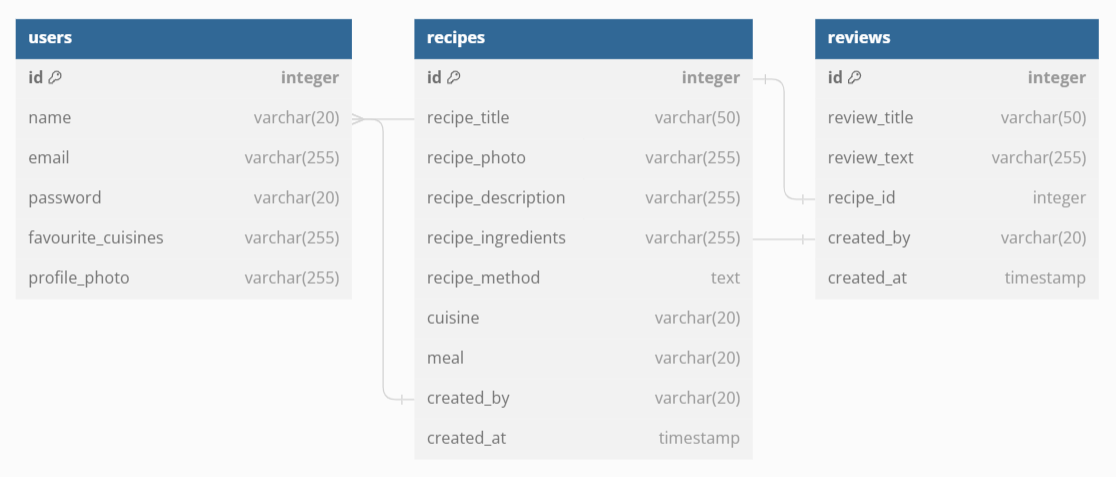 users
id integer
name varchar(20)
email varchar(255)
password varchar(20)
favourite_cuisines varchar(255)
profile_photo varchar(255)
recipes
id integer
recipe_title varchar(50)
recipe_photo varchar(255)
recipe_description varchar(255)
recipe_ingredients varchar(255)
recipe_method text
cuisine varchar(20)
meal varchar(20)
created_by varchar(20)
created_at timestamp
reviews
id integer
review_title varchar(50)
review_text varchar(255)
recipe_id integer
created_by varchar(20)
created_at timestamp